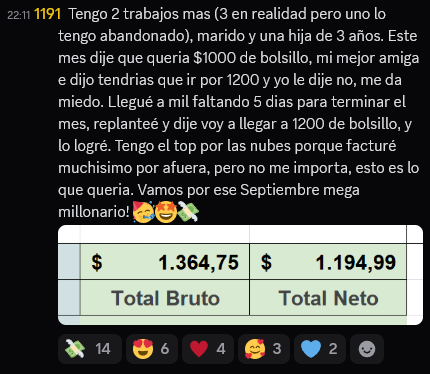 22:11 1191 Tengo 2 trabajos mas (3 en realidad pero uno lo
tengo abandonado), marido y una hija de 3 años. Este
mes dije que queria $1000 de bolsillo, mi mejor amiga
e dijo tendrias que ir por 1200 y yo le dije no, me da
miedo. Llegué a mil faltando 5 dias para terminar el
mes, replanteé y dije voy a llegar a 1200 de bolsillo, y
lo logré. Tengo el top por las nubes porque facturé
muchisimo por afuera, pero no me importa, esto es lo
que queria. Vamos por ese Septiembre mega
millonario! 🥳🤩💸
$ 1.364,75 $ 1.194,99
Total Bruto Total Neto
💸 14 😍 6 ♥️ 4 🥰 3 💙 2